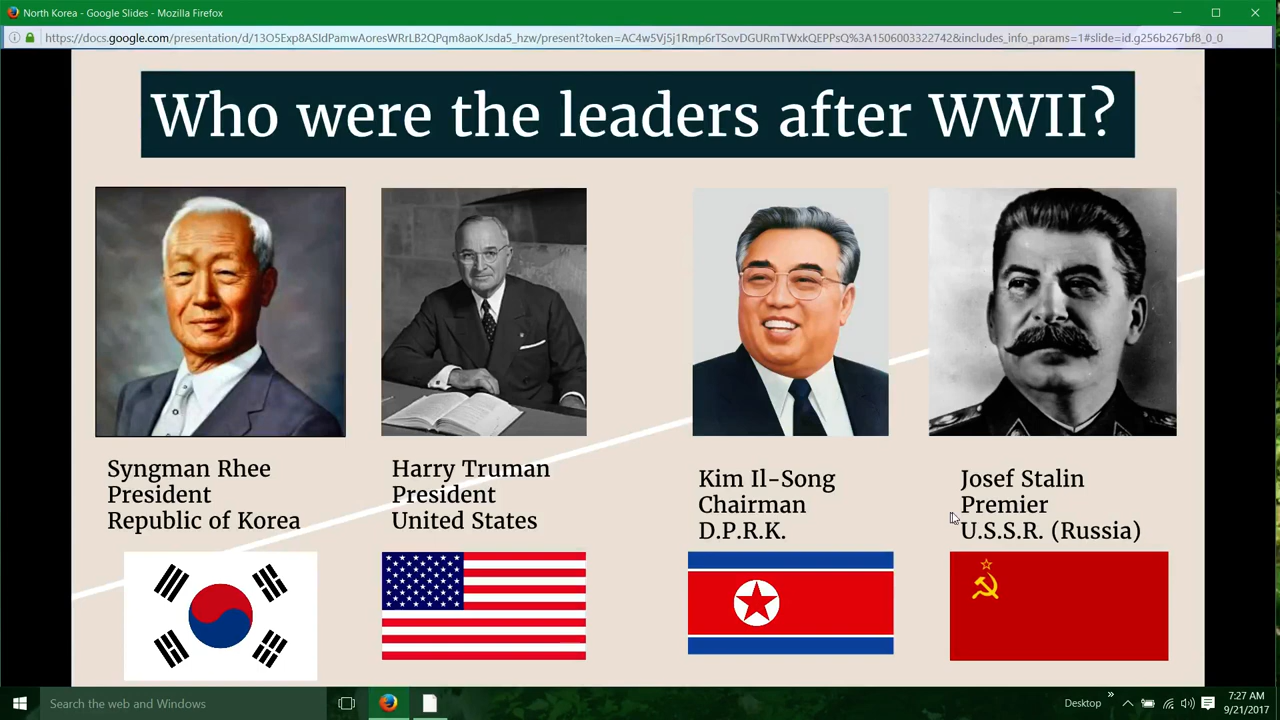 North Korea - Google Slides - Mozilla Firefox
https://docs.google.com/presentation/d/13O5Exp8ASIdPamwAoresWRrLB2QPqm8aoKJsda5_hzw/present?token=AC4w5Vj5j1Rmp6rTSovDGURmTWxkQEPPsQ%3A1506003322742&includes_info_params=1#slide=id.g256b267bf8_0_0
Who were the leaders after WWII?
Syngman Rhee
President
Republic of Korea
Harry Truman
President
United States
Kim Il-Song
Chairman
D.P.R.K.
Josef Stalin
Premier
U.S.S.R. (Russia)
Search the web and Windows
Desktop
7:27 AM
9/21/2017